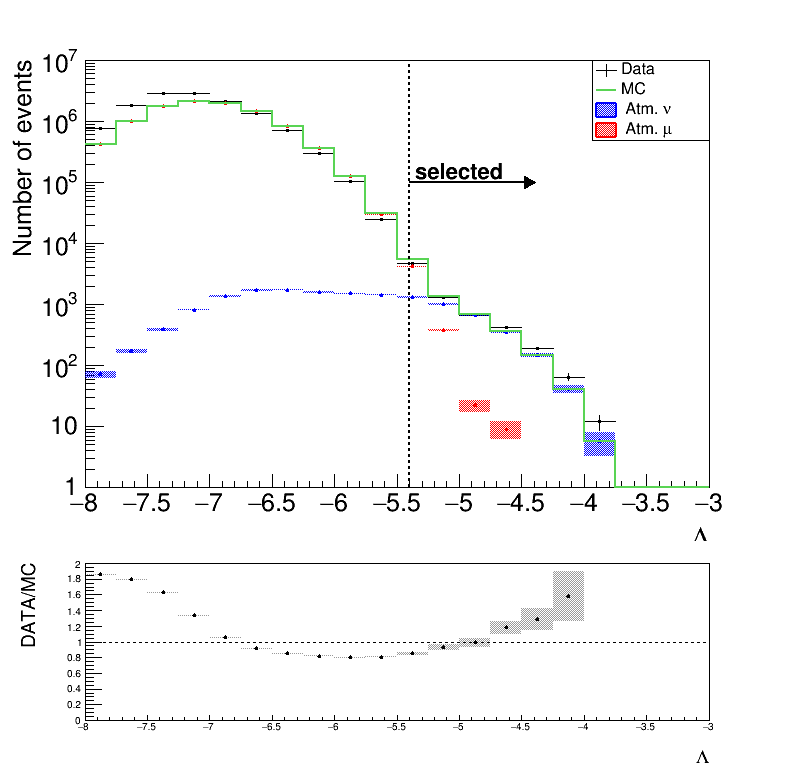 Number of events
10^7
10^6
10^5
10^4
10^3
10^2
10
1
Data
MC
Atm. ν
Atm. μ
selected
−8 −7.5 −7 −6.5 −6 −5.5 −5 −4.5 −4 −3.5 −3
Λ
DATA/MC
2
1.8
1.6
1.4
1.2
1
0.8
0.6
0.4
0.2
0
−8 −7.5 −7 −6.5 −6 −5.5 −5 −4.5 −4 −3.5 −3
Λ